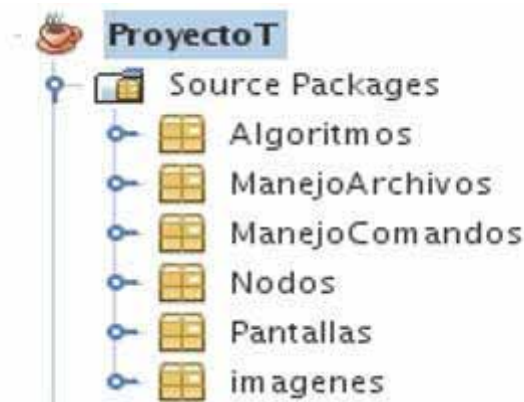 ProyectoT
Source Packages
Algoritmos
ManejoArchivos
ManejoComandos
Nodos
Pantallas
imagenes